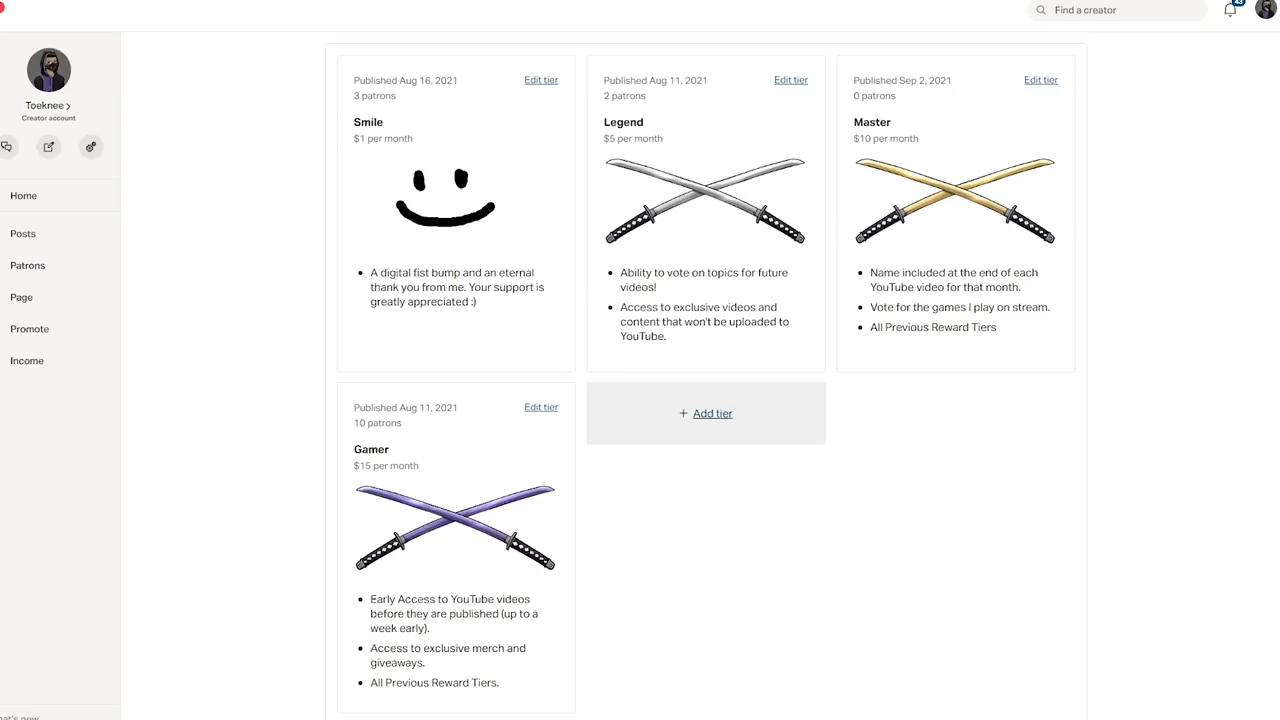 Find a creator
43
Toeknee
Creator account
Home
Posts
Patrons
Page
Promote
Income
Published Aug 16, 2021
Edit tier
3 patrons
Smile
$1 per month
A digital fist bump and an eternal
thank you from me. Your support is
greatly appreciated :)
Published Aug 11, 2021
Edit tier
2 patrons
Legend
$5 per month
Ability to vote on topics for future
videos!
Access to exclusive videos and
content that won't be uploaded to
YouTube.
Published Sep 2, 2021
Edit tier
0 patrons
Master
$10 per month
Name included at the end of each
YouTube video for that month.
Vote for the games I play on stream.
All Previous Reward Tiers
Published Aug 11, 2021
Edit tier
10 patrons
Gamer
$15 per month
Early Access to YouTube videos
before they are published (up to a
week early).
Access to exclusive merch and
giveaways.
All Previous Reward Tiers.
+ Add tier